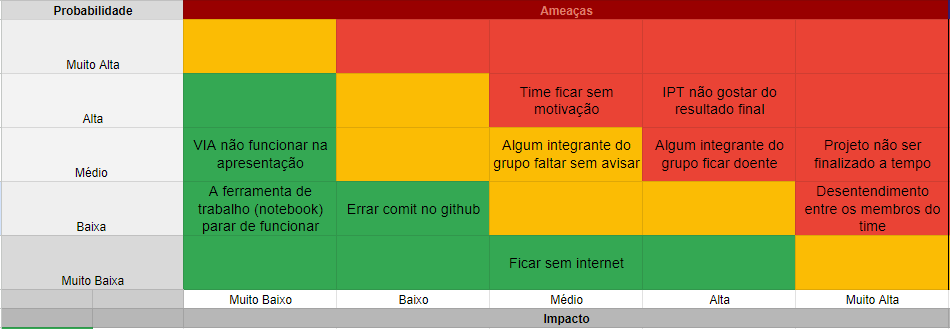 Probabilidade
Ameaças
Muito Alta
Alta
Time ficar sem
motivação
IPT não gostar do
resultado final
Médio
VIA não funcionar na
apresentação
Algum integrante do
grupo faltar sem avisar
Algum integrante do
grupo ficar doente
Projeto não ser
finalizado a tempo
Baixa
A ferramenta de
trabalho (notebook)
parar de funcionar
Errar comit no github
Desentendimento
entre os membros do
time
Muito Baixa
Ficar sem internet
Muito Baixo
Baixo
Médio
Alta
Muito Alta
Impacto